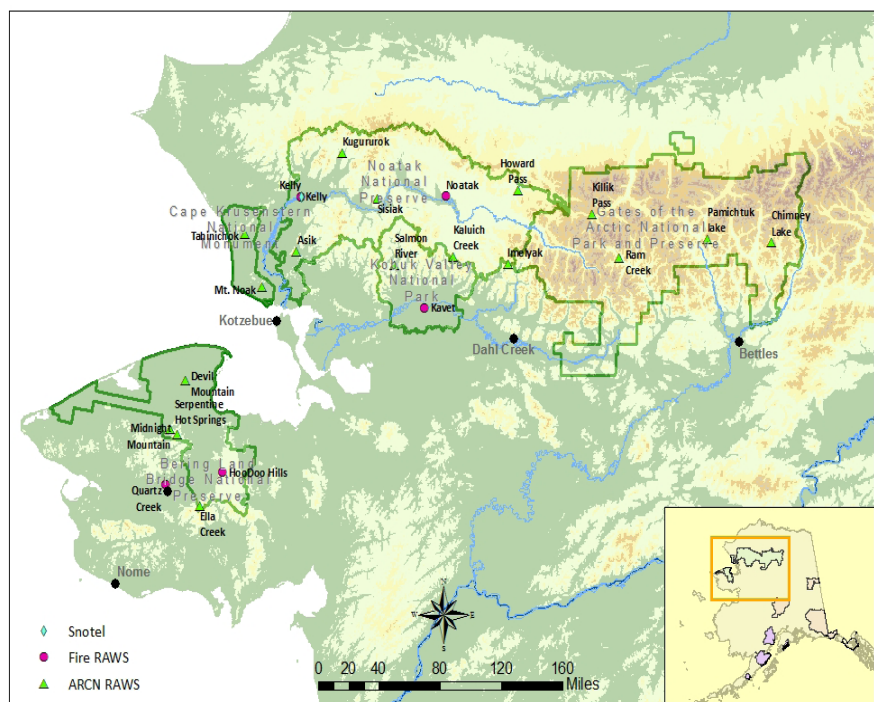 Kugururok
Noatak
National
Preserve
Howard
Pass
Kelly
Kelly
Noatak
Sisiak
Killik
Pass
Gates of the
Arctic National
Park and Preserve
Pamichtuk
lake
Chimney
Lake
Cape Krusenstern
National
Monument
Asik
Salmon
River
Kaluich
Creek
Imelyak
Ram
Creek
Kobuk Valley
National
Park
Mt. Noak
Kavet
Kotzebue
Dahl Creek
Bettles
Devil
Mountain
Serpentine
Hot Springs
Midnight
Mountain
Bering Land
Bridge National
Preserve
HooDoo Hills
Quartz
Creek
Ella
Creek
Nome
N
W
E
S
Snotel
Fire RAWS
ARCN RAWS
0 20 40 80 120 160
Miles